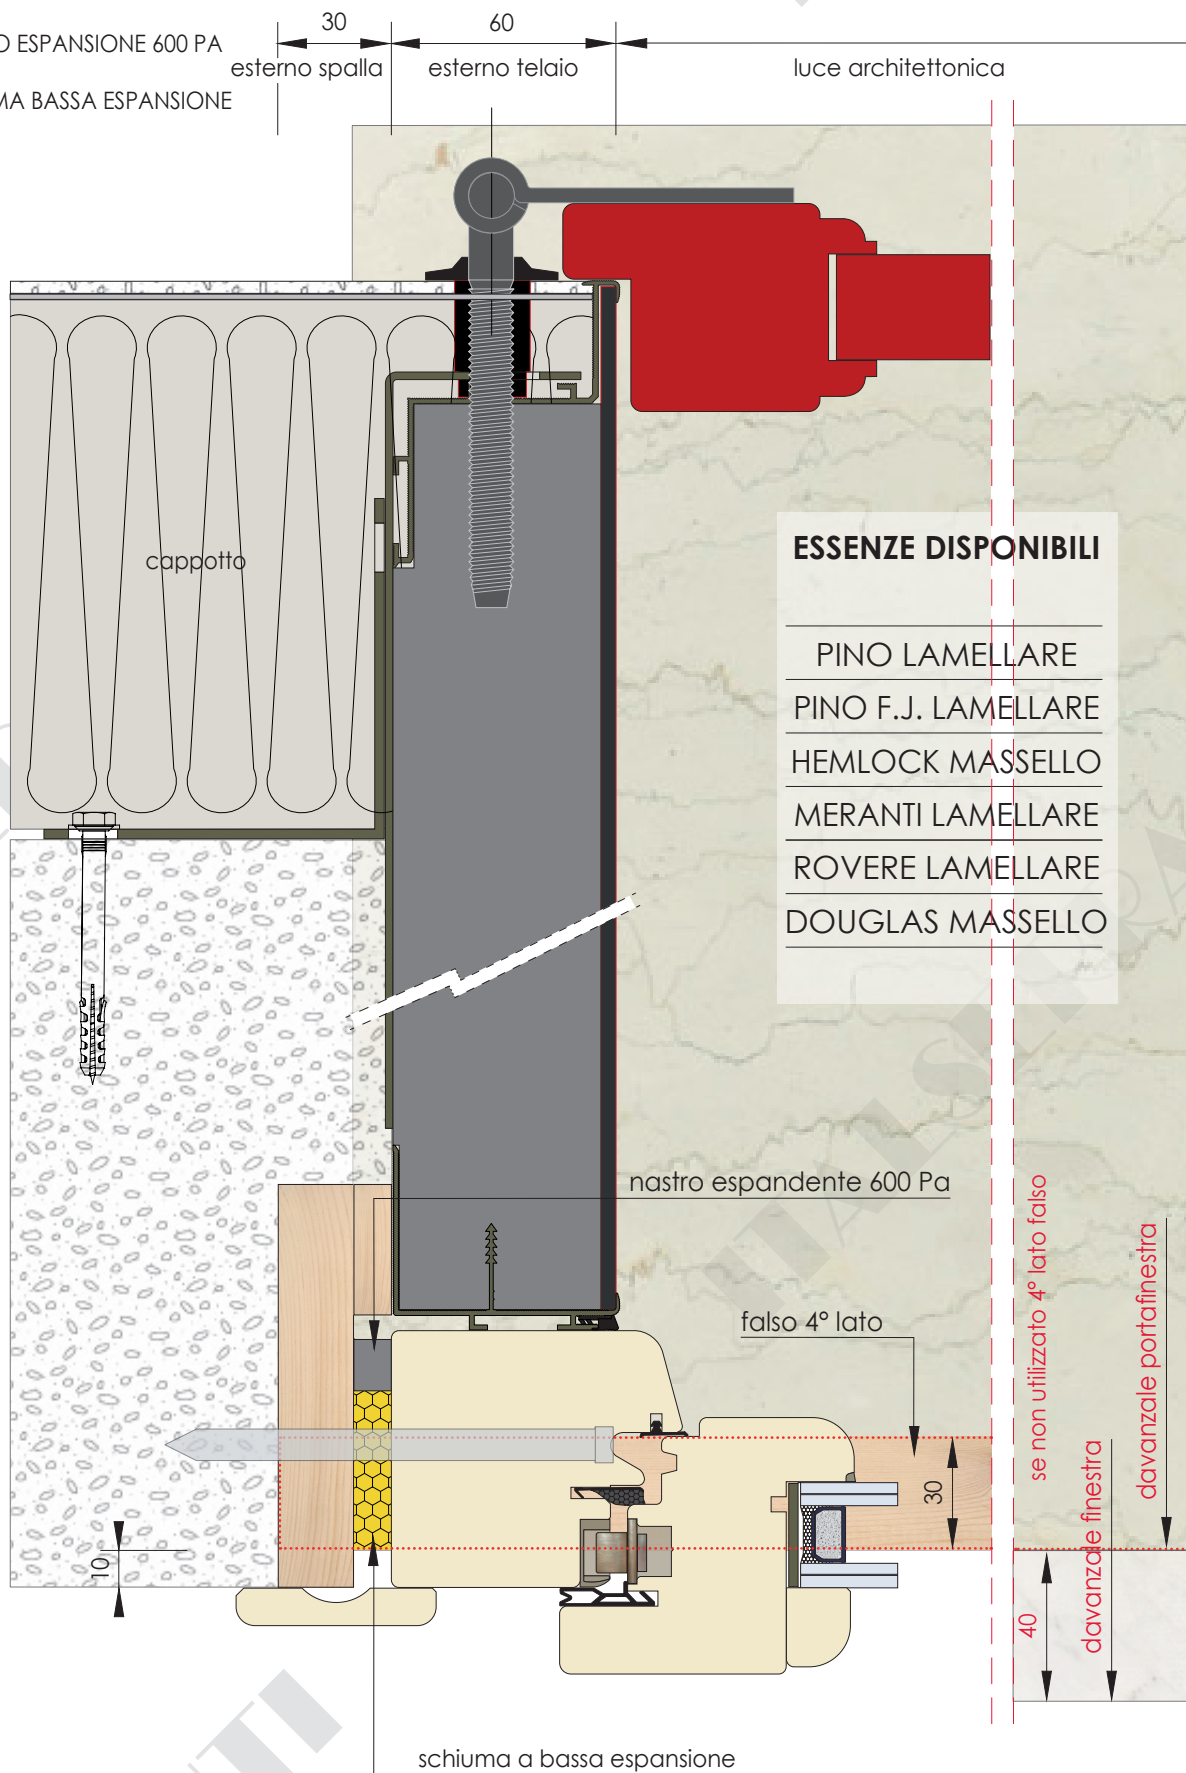 30
60
O ESPANSIONE 600 PA
esterno spalla
esterno telaio
luce architettonica
MA BASSA ESPANSIONE
cappotto
ESSENZE DISPONIBILI
PINO LAMELLARE
PINO F.J. LAMELLARE
HEMLOCK MASSELLO
MERANTI LAMELLARE
ROVERE LAMELLARE
DOUGLAS MASSELLO
nastro espandente 600 Pa
falso 4° lato
se non utilizzato 4° lato falso
davanzale portafinestra
davanzale finestra
30
10
40
schiuma a bassa espansione